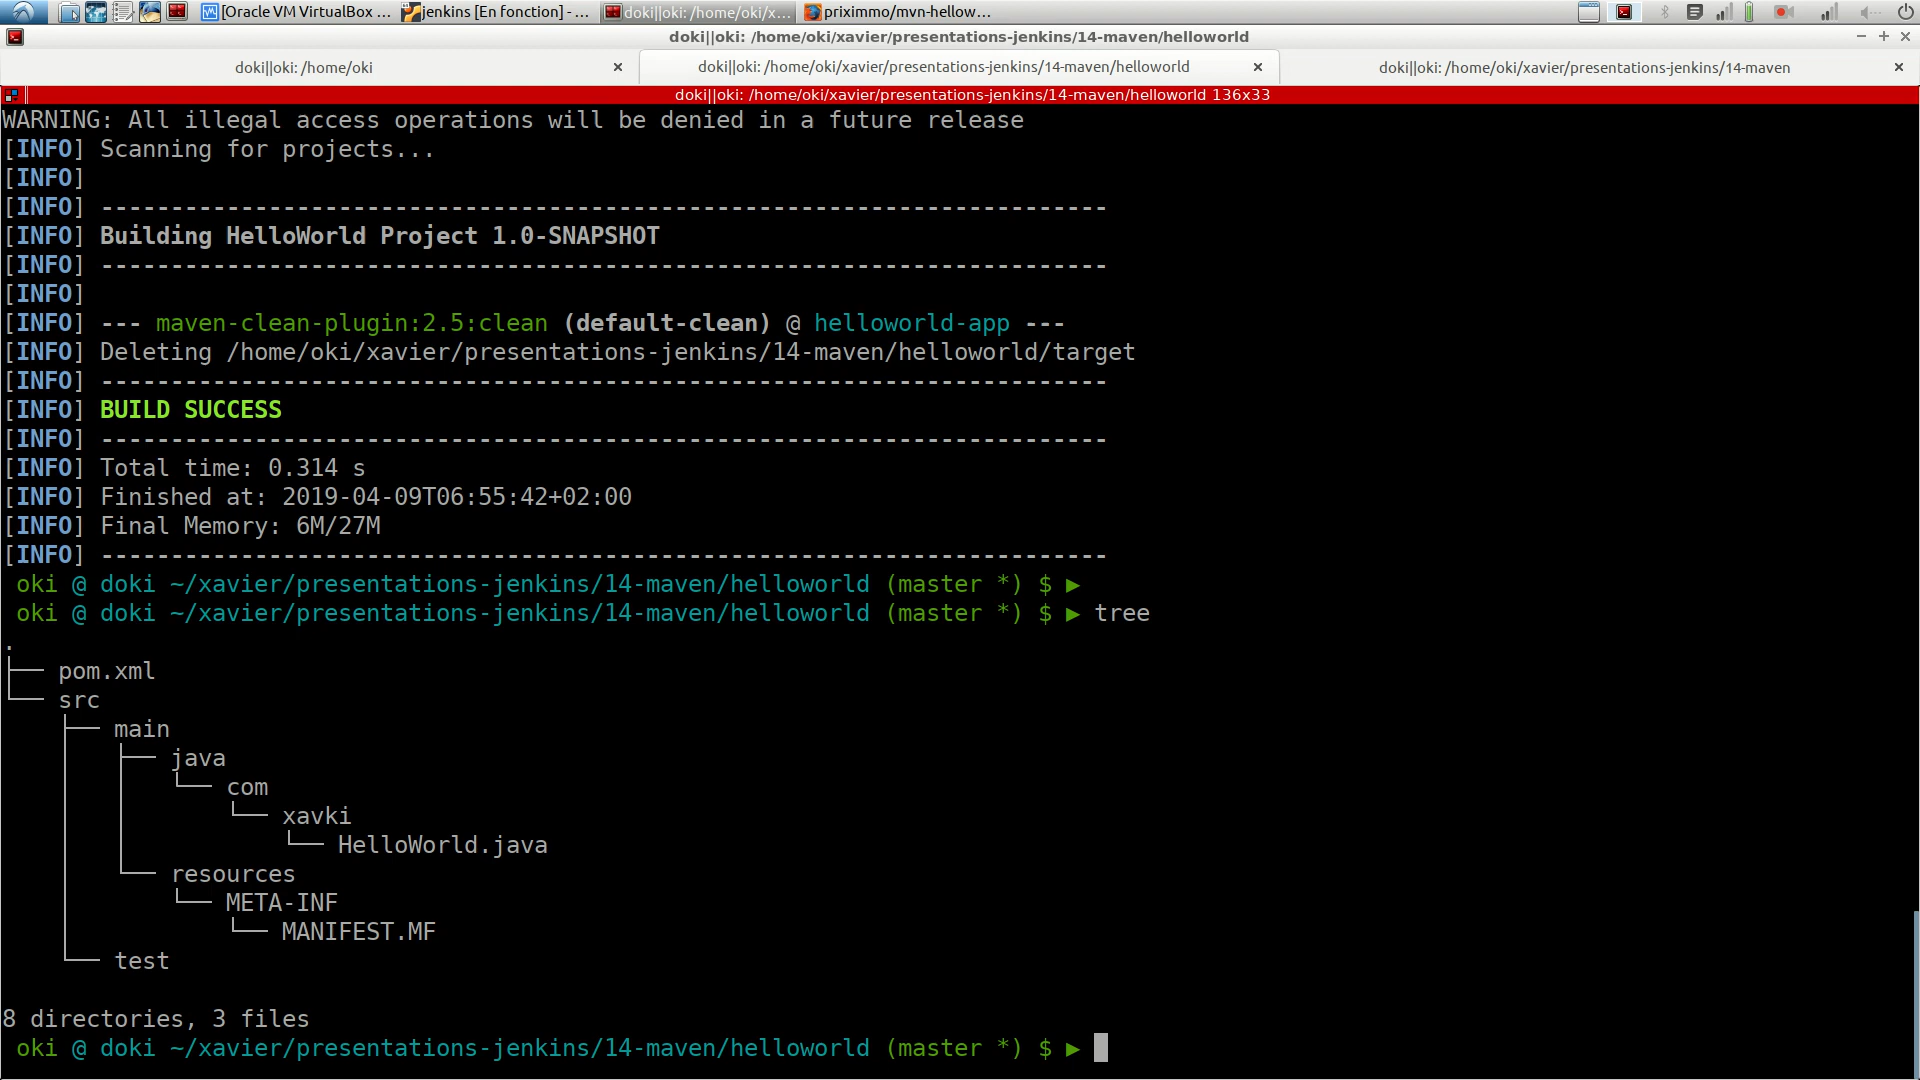 [Oracle VM VirtualBox ... jenkins [En fonction] - ... doki||oki: /home/oki/x... priximmo/mvn-hellow...
doki||oki: /home/oki/xavier/presentations-jenkins/14-maven/helloworld
doki||oki: /home/oki doki||oki: /home/oki/xavier/presentations-jenkins/14-maven/helloworld doki||oki: /home/oki/xavier/presentations-jenkins/14-maven
doki||oki: /home/oki/xavier/presentations-jenkins/14-maven/helloworld 136x33
WARNING: All illegal access operations will be denied in a future release
[INFO] Scanning for projects...
[INFO]
[INFO] ------------------------------------------------------------------------
[INFO] Building HelloWorld Project 1.0-SNAPSHOT
[INFO] ------------------------------------------------------------------------
[INFO]
[INFO] --- maven-clean-plugin:2.5:clean (default-clean) @ helloworld-app ---
[INFO] Deleting /home/oki/xavier/presentations-jenkins/14-maven/helloworld/target
[INFO] ------------------------------------------------------------------------
[INFO] BUILD SUCCESS
[INFO] ------------------------------------------------------------------------
[INFO] Total time: 0.314 s
[INFO] Finished at: 2019-04-09T06:55:42+02:00
[INFO] Final Memory: 6M/27M
[INFO] ------------------------------------------------------------------------
oki @ doki ~/xavier/presentations-jenkins/14-maven/helloworld (master *) $ ▶
oki @ doki ~/xavier/presentations-jenkins/14-maven/helloworld (master *) $ ▶ tree
.
├── pom.xml
└── src
    ├── main
    │   ├── java
    │   │   └── com
    │   │       └── xavki
    │   │           └── HelloWorld.java
    │   └── resources
    │       └── META-INF
    │           └── MANIFEST.MF
    └── test
8 directories, 3 files
oki @ doki ~/xavier/presentations-jenkins/14-maven/helloworld (master *) $ ▶